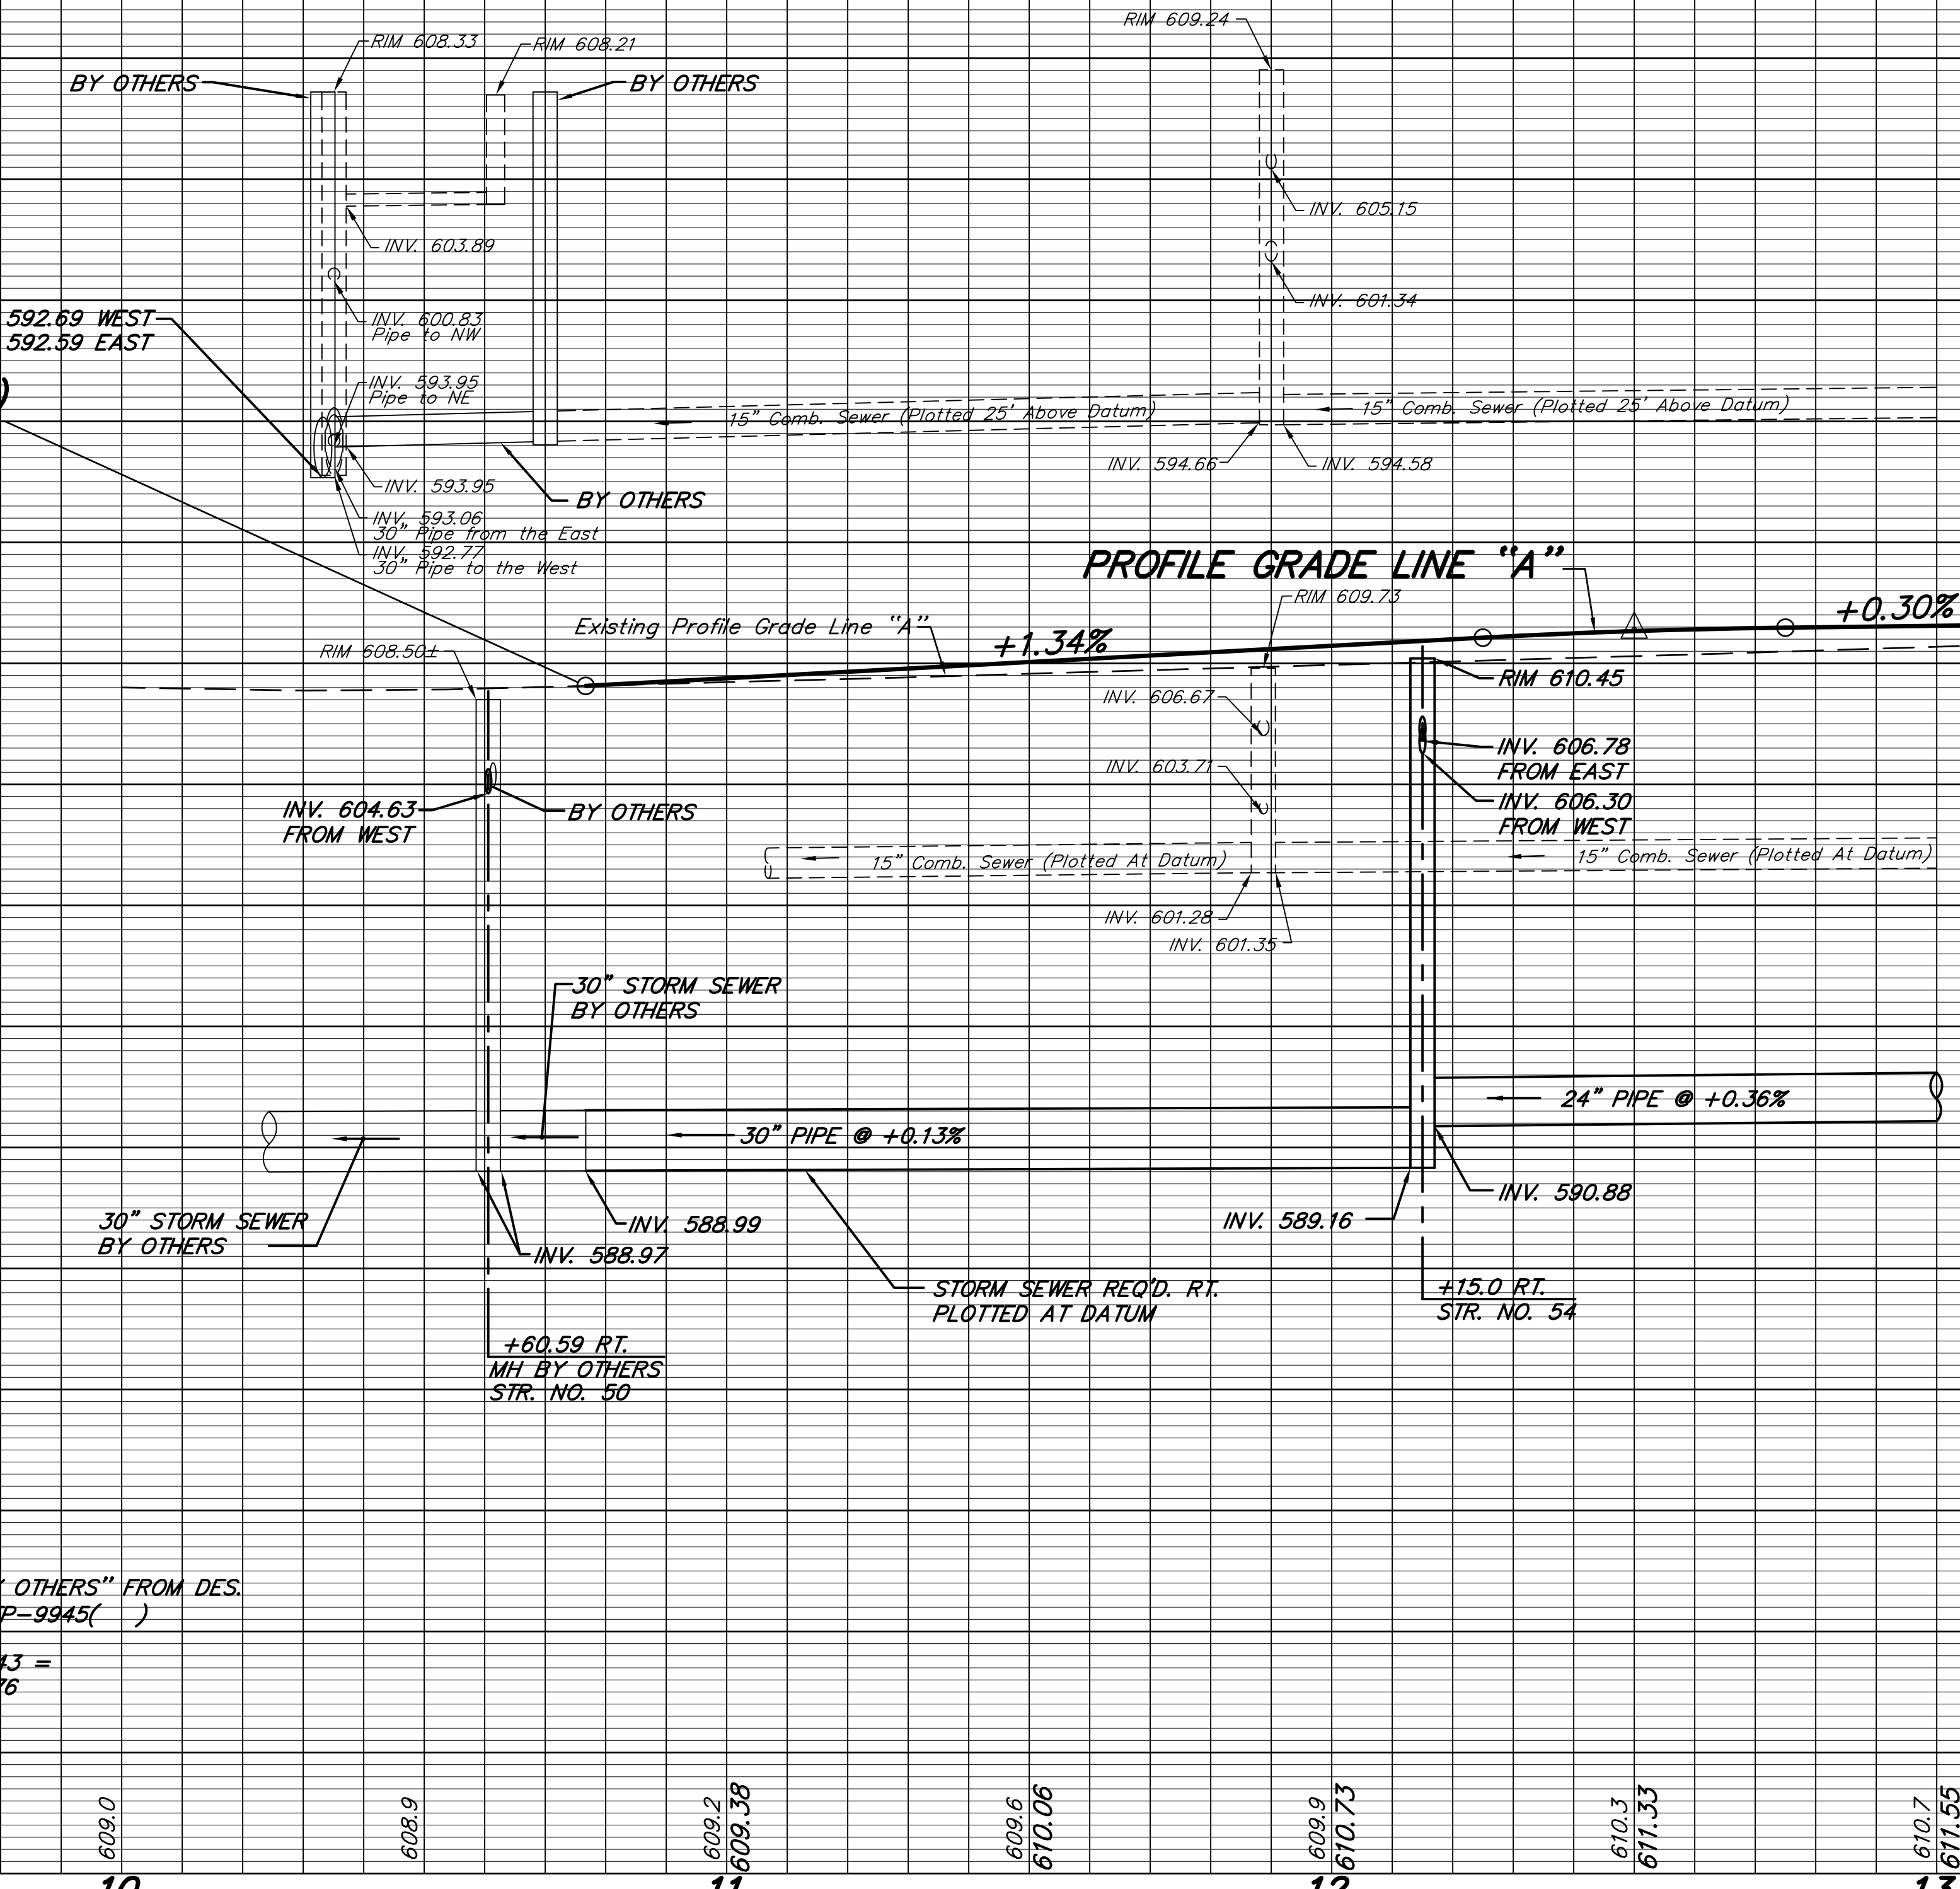 RIM 609.24
RIM 608.33
RIM 608.21
BY OTHERS
BY OTHERS
INV. 605.15
INV. 603.89
INV. 601.34
592.69 WEST
592.59 EAST
INV. 600.83
Pipe to NW
INV. 593.95
Pipe to NE
15" Comb. Sewer (Plotted 25' Above Datum)
15" Comb. Sewer (Plotted 25' Above Datum)
INV. 594.66
INV. 594.58
INV. 593.95
BY OTHERS
INV. 593.06
30" Pipe from the East
INV. 592.77
30" Pipe to the West
PROFILE GRADE LINE "A"
RIM 609.73
+0.30%
Existing Profile Grade Line "A"
+1.34%
RIM 608.50±
RIM 610.45
INV. 606.67
INV. 606.78
FROM EAST
INV. 603.71
INV. 606.30
FROM WEST
INV. 604.63
FROM WEST
BY OTHERS
15" Comb. Sewer (Plotted At Datum)
15" Comb. Sewer (Plotted At Datum)
INV. 601.28
INV. 601.35
30" STORM SEWER
BY OTHERS
24" PIPE @ +0.36%
30" PIPE @ +0.13%
INV. 590.88
30" STORM SEWER
BY OTHERS
INV. 588.99
INV. 589.16
INV. 588.97
STORM SEWER REQ'D. RT.
PLOTTED AT DATUM
+15.0 RT.
STR. NO. 54
+60.59 RT.
MH BY OTHERS
STR. NO. 50
OTHERS" FROM DES.
P-9945( )
43 =
76
609.0
608.9
609.2
609.38
609.6
610.06
609.9
610.73
610.3
611.33
610.7
611.55
10
11
12
13